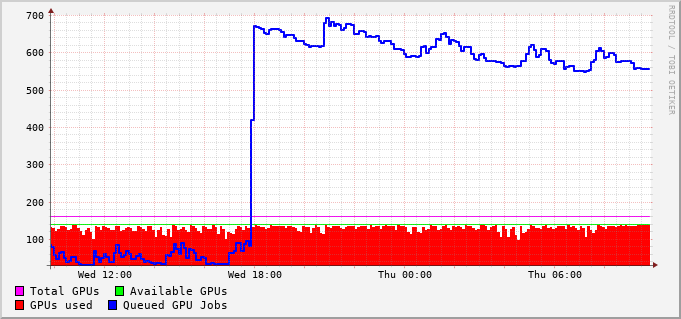 700
600
500
400
300
200
100
Wed 12:00 Wed 18:00 Thu 00:00 Thu 06:00
Total GPUs Available GPUs
GPUs used Queued GPU Jobs
RRDTOOL / TOBI OETIKER